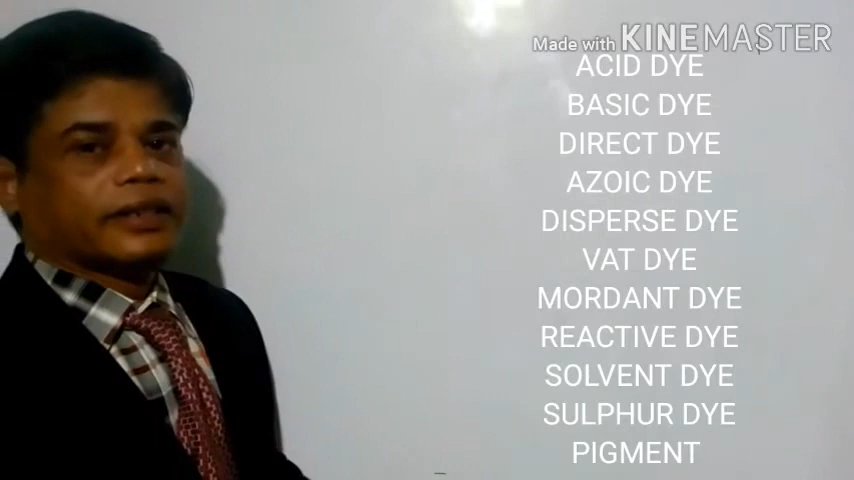 Made with KINEMASTER
ACID DYE
BASIC DYE
DIRECT DYE
AZOIC DYE
DISPERSE DYE
VAT DYE
MORDANT DYE
REACTIVE DYE
SOLVENT DYE
SULPHUR DYE
PIGMENT